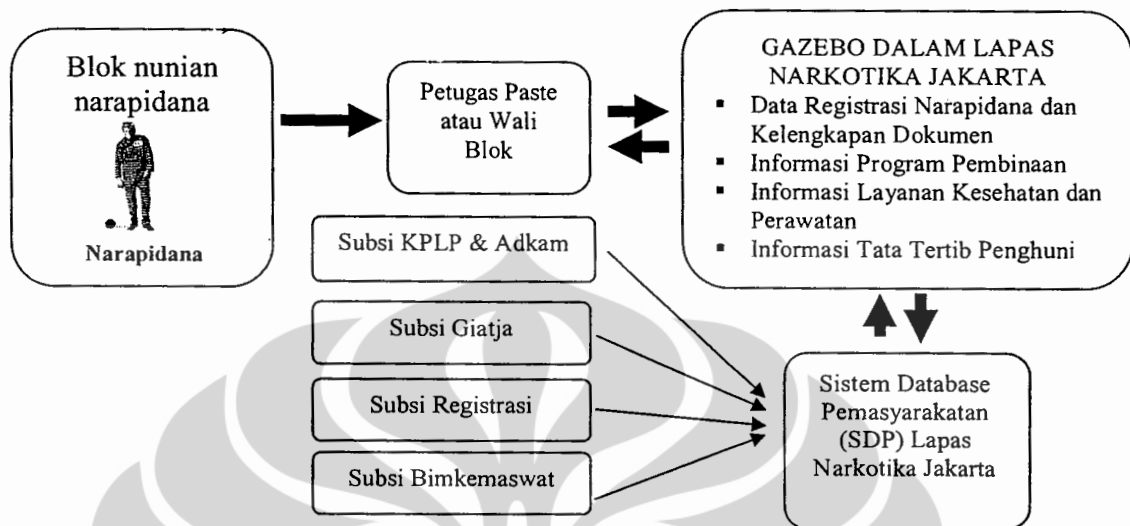 Blok nunian
narapidana
Narapidana
Petugas Paste
atau Wali
Blok
GAZEBO DALAM LAPAS
NARKOTIKA JAKARTA
▪ Data Registrasi Narapidana dan
Kelengkapan Dokumen
▪ Informasi Program Pembinaan
▪ Informasi Layanan Kesehatan dan
Perawatan
▪ Informasi Tata Tertib Penghuni
Subsi KPLP & Adkam
Subsi Giatja
Subsi Registrasi
Subsi Bimkemaswat
Sistem Database
Pemasyarakatan
(SDP) Lapas
Narkotika Jakarta